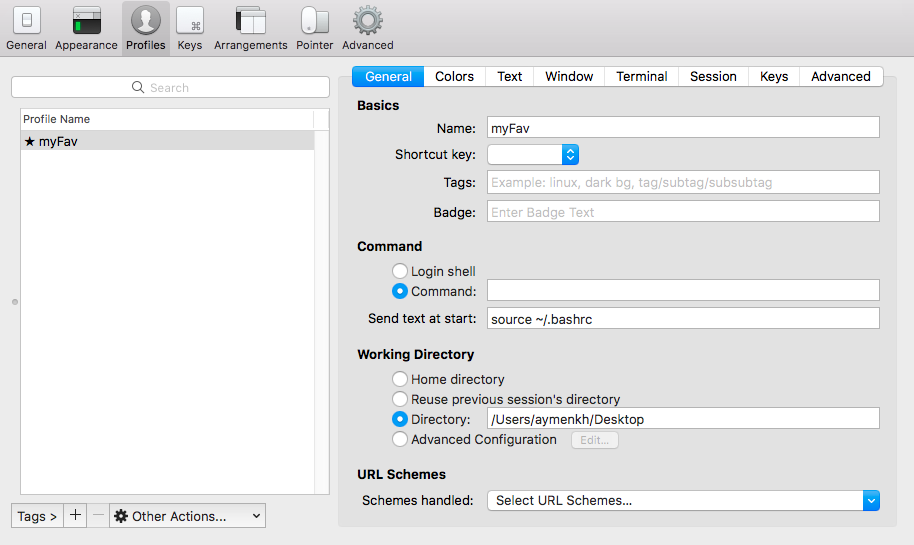 General Appearance Profiles Keys Arrangements Pointer Advanced
Search
Profile Name
★ myFav
Tags > + − Other Actions...
General Colors Text Window Terminal Session Keys Advanced
Basics
Name: myFav
Shortcut key:
Tags: Example: linux, dark bg, tag/subtag/subsubtag
Badge: Enter Badge Text
Command
Login shell
Command:
Send text at start: source ~/.bashrc
Working Directory
Home directory
Reuse previous session's directory
Directory: /Users/aymenkh/Desktop
Advanced Configuration Edit...
URL Schemes
Schemes handled: Select URL Schemes...